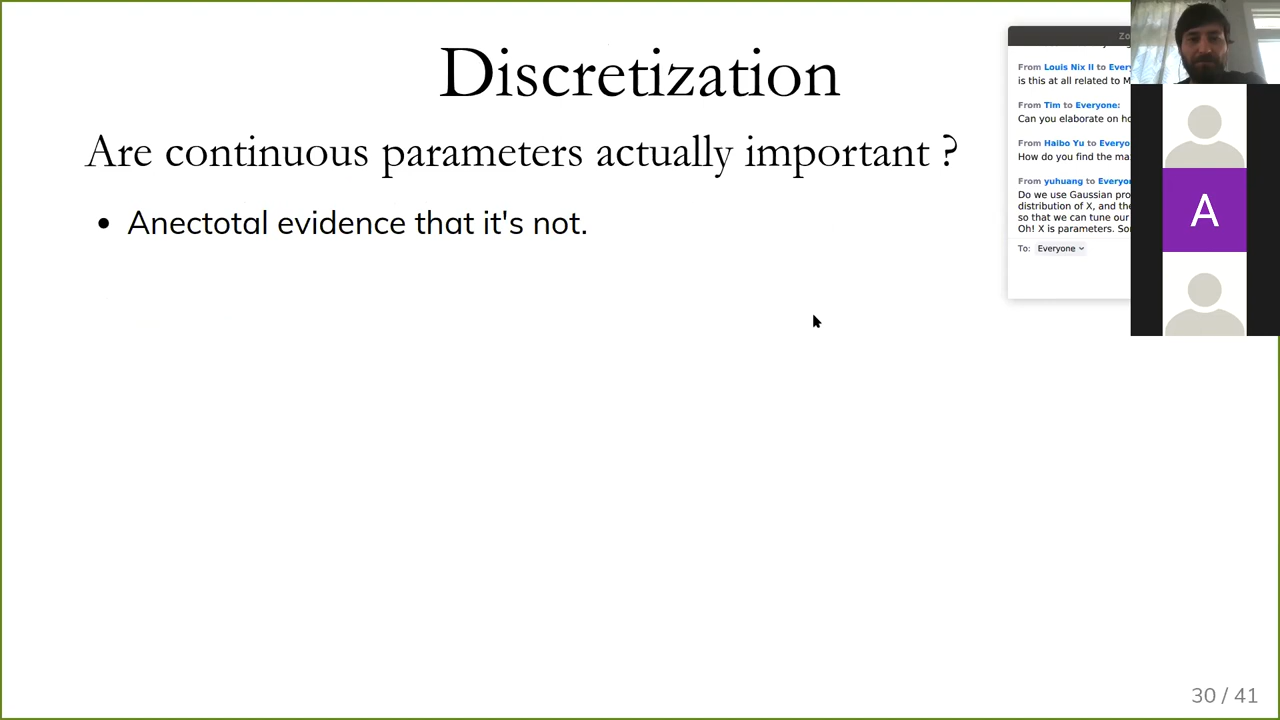 Discretization
Are continuous parameters actually important ?
• Anectotal evidence that it's not.
Zo
From Louis Nix II to Every
is this at all related to M
From Tim to Everyone:
Can you elaborate on ho
From Haibo Yu to Everyo
How do you find the ma
From yuhuang to Everyon
Do we use Gaussian pro
distribution of X, and the
so that we can tune our
Oh! X is parameters. Sor
To: Everyone
A
30 / 41